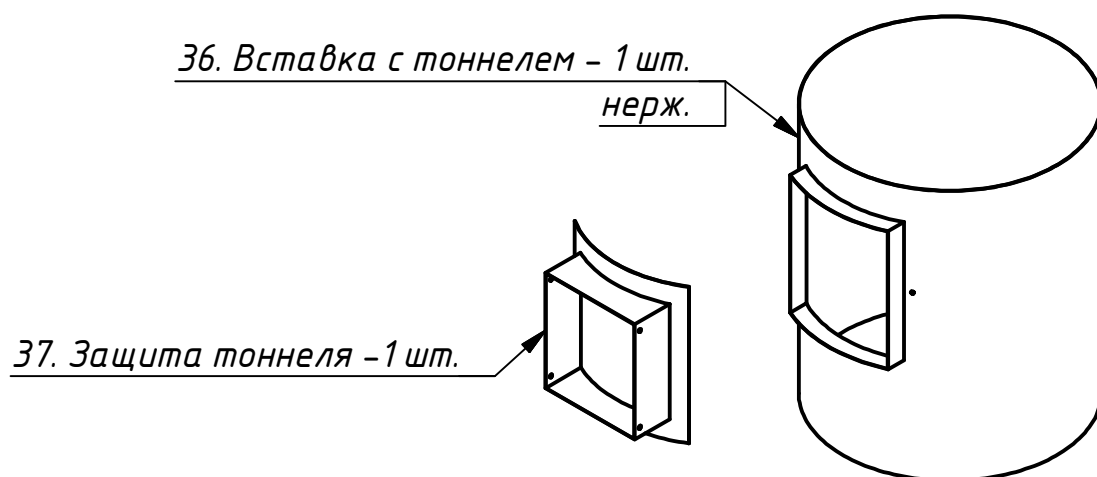 36. Вставка с тоннелем – 1 шт.
нерж.
37. Защита тоннеля –1 шт.